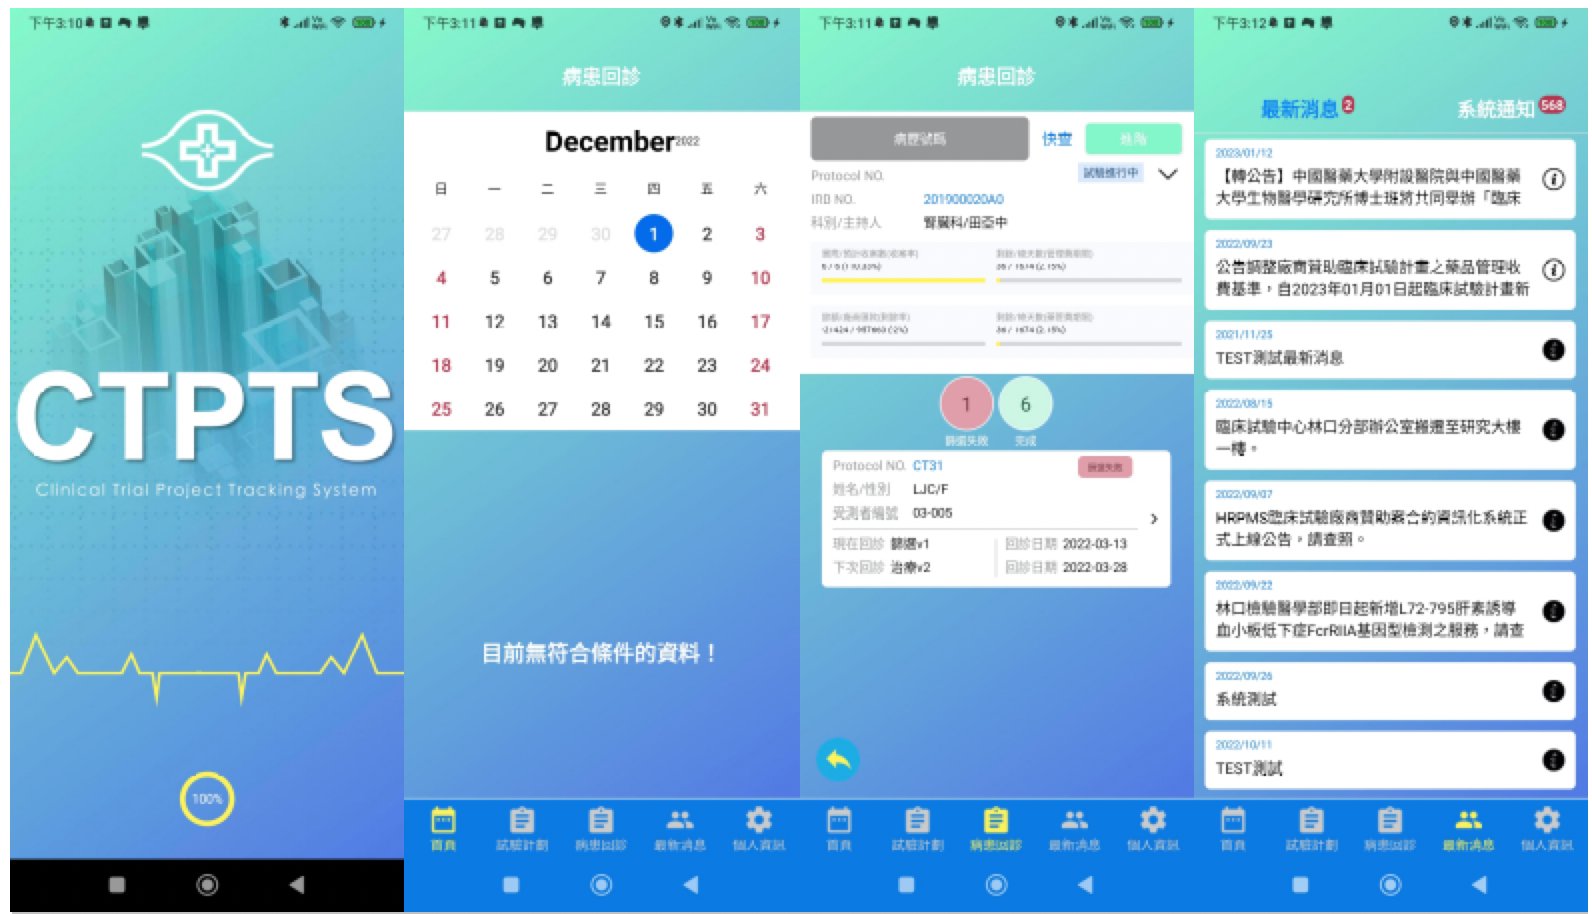 下午3:10
CTPTS
Clinical Trial Project Tracking System
100%
下午3:11
病患回診
December 2022
日 一 二 三 四 五 六
27 28 29 30 1 2 3
4 5 6 7 8 9 10
11 12 13 14 15 16 17
18 19 20 21 22 23 24
25 26 27 28 29 30 31
目前無符合條件的資料！
首頁 試驗計劃 病患回診 最新消息 個人資訊
下午3:11
病患回診
病歷號碼 快查 進階
Protocol NO. 試驗進行中
IRB NO. 201900020A0
科別/主持人 腎臟科/田亞中
1 6
篩選失敗 完成
Protocol NO. CT31 篩選失敗
姓名/性別 LJC/F
受測者編號 03-005
現在回診 篩選v1 回診日期 2022-03-13
下次回診 治療v2 回診日期 2022-03-28
首頁 試驗計劃 病患回診 最新消息 個人資訊
下午3:12
最新消息 2 系統通知 568
2023/01/12
【轉公告】中國醫藥大學附設醫院與中國醫藥
大學生物醫學研究所博士班將共同舉辦「臨床
2022/09/23
公告調整廠商贊助臨床試驗計畫之藥品管理收
費基準，自2023年01月01日起臨床試驗計畫新
2021/11/25
TEST測試最新消息
2022/08/15
臨床試驗中心林口分部辦公室搬遷至研究大樓
一樓。
2022/09/07
HRPMS臨床試驗廠商贊助案合約資訊化系統正
式上線公告，請查照。
2022/09/22
林口檢驗醫學部即日起新增L72-795肝素誘導
血小板低下症FcrRIIA基因型檢測之服務，請查
2022/09/26
系統測試
2022/10/11
TEST測試
首頁 試驗計劃 病患回診 最新消息 個人資訊